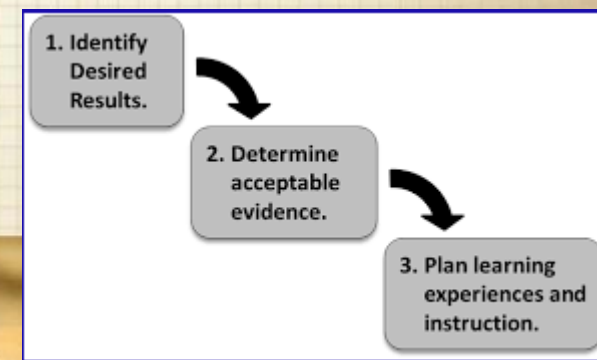 1. Identify
Desired
Results.
2. Determine
acceptable
evidence.
3. Plan learning
experiences and
instruction.